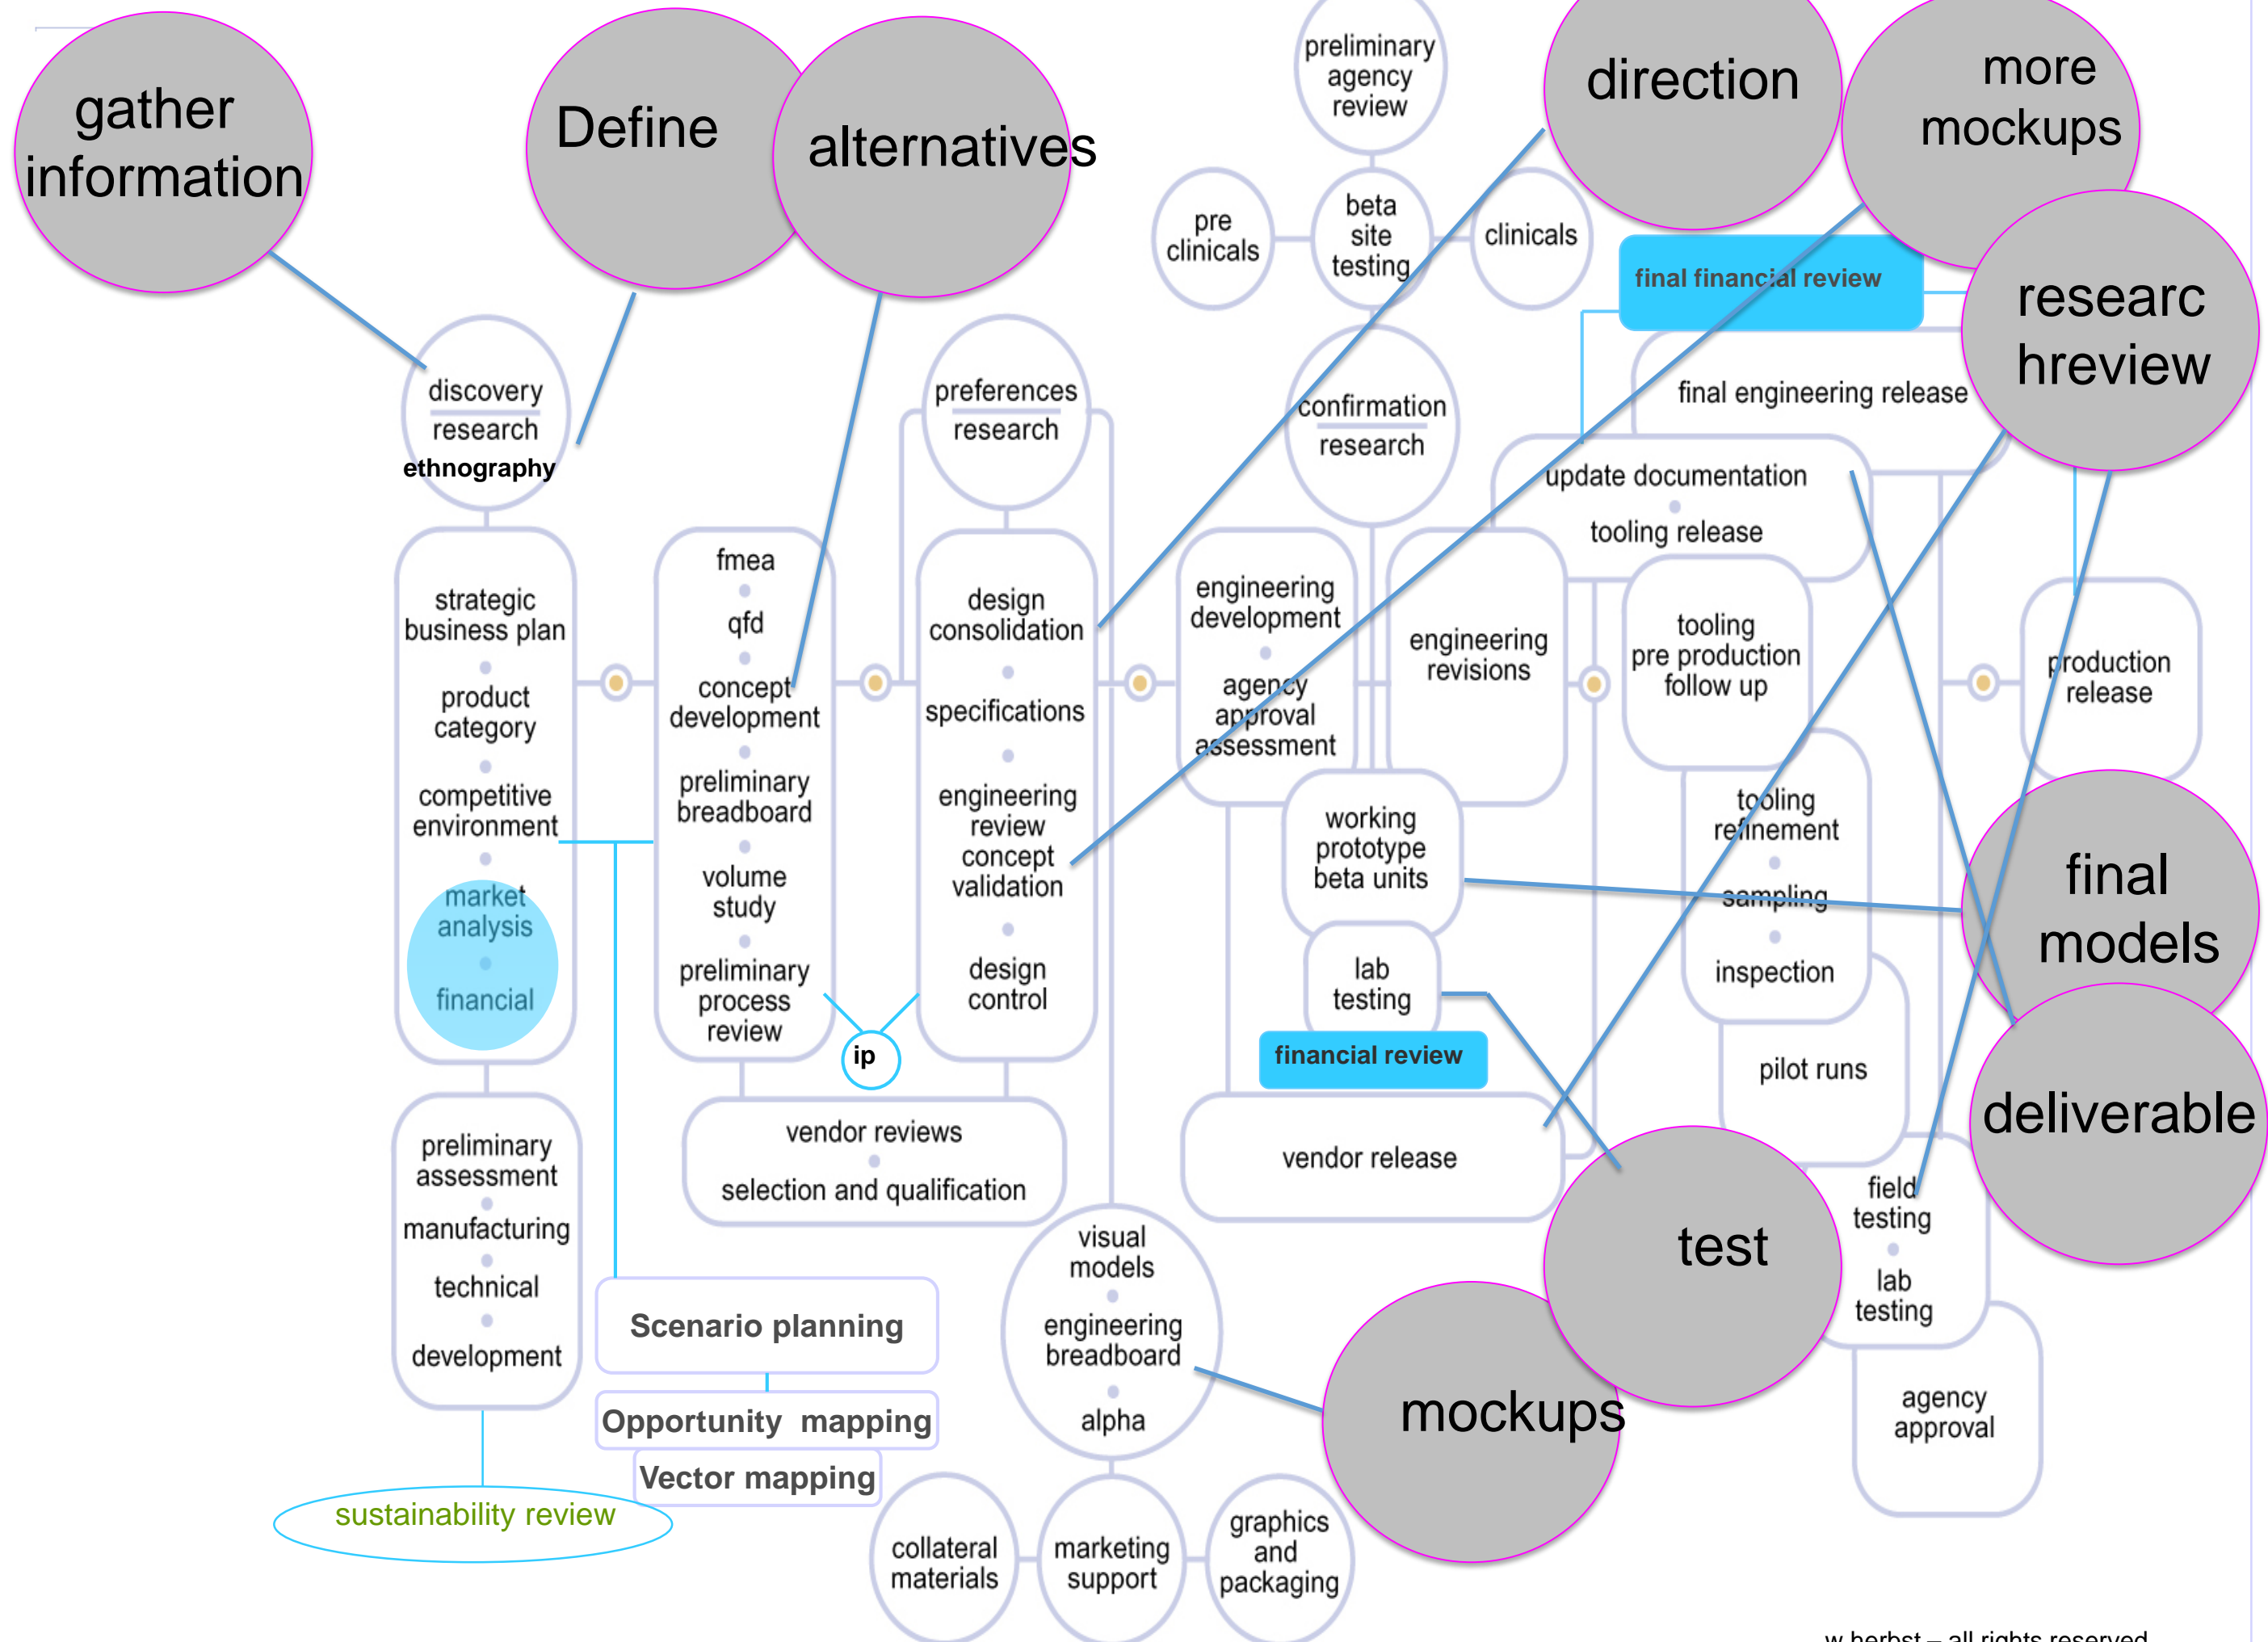 gather
information
Define
alternatives
preliminary
agency
review
direction
more
mockups
pre
clinicals
beta
site
testing
clinicals
final financial review
researc
hreview
discovery
research
ethnography
preferences
research
confirmation
research
final engineering release
update documentation
tooling release
strategic
business plan
product
category
competitive
environment
market
analysis
financial
fmea
qfd
concept
development
preliminary
breadboard
volume
study
preliminary
process
review
ip
design
consolidation
specifications
engineering
review
concept
validation
design
control
engineering
development
agency
approval
assessment
engineering
revisions
working
prototype
beta units
lab
testing
financial review
tooling
pre production
follow up
tooling
refinement
sampling
inspection
pilot runs
production
release
final
models
deliverable
preliminary
assessment
manufacturing
technical
development
vendor reviews
selection and qualification
vendor release
test
field
testing
lab
testing
agency
approval
visual
models
engineering
breadboard
alpha
mockups
Scenario planning
Opportunity mapping
Vector mapping
sustainability review
collateral
materials
marketing
support
graphics
and
packaging
w herbst – all rights reserved